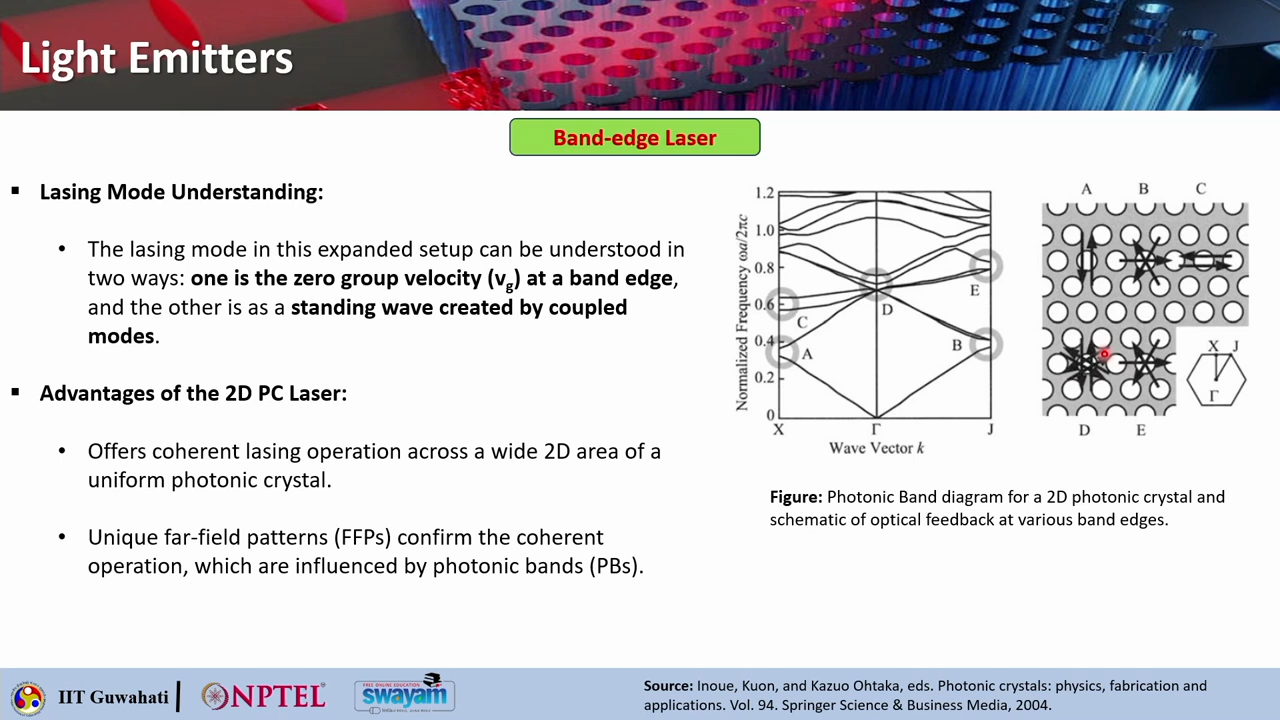 Light Emitters
Band-edge Laser
▪ Lasing Mode Understanding:
• The lasing mode in this expanded setup can be understood in
two ways: one is the zero group velocity (vg) at a band edge,
and the other is as a standing wave created by coupled
modes.
▪ Advantages of the 2D PC Laser:
• Offers coherent lasing operation across a wide 2D area of a
uniform photonic crystal.
• Unique far-field patterns (FFPs) confirm the coherent
operation, which are influenced by photonic bands (PBs).
Normalized Frequency ωa/2πc
1.2
1.0
0.8
0.6
0.4
0.2
0
A
B
C
D
E
X Γ J
Wave Vector k
A B C
D E
X J
Γ
Figure: Photonic Band diagram for a 2D photonic crystal and
schematic of optical feedback at various band edges.
IIT Guwahati
NPTEL
FREE ONLINE EDUCATION
swayam
Source: Inoue, Kuon, and Kazuo Ohtaka, eds. Photonic crystals: physics, fabrication and
applications. Vol. 94. Springer Science & Business Media, 2004.